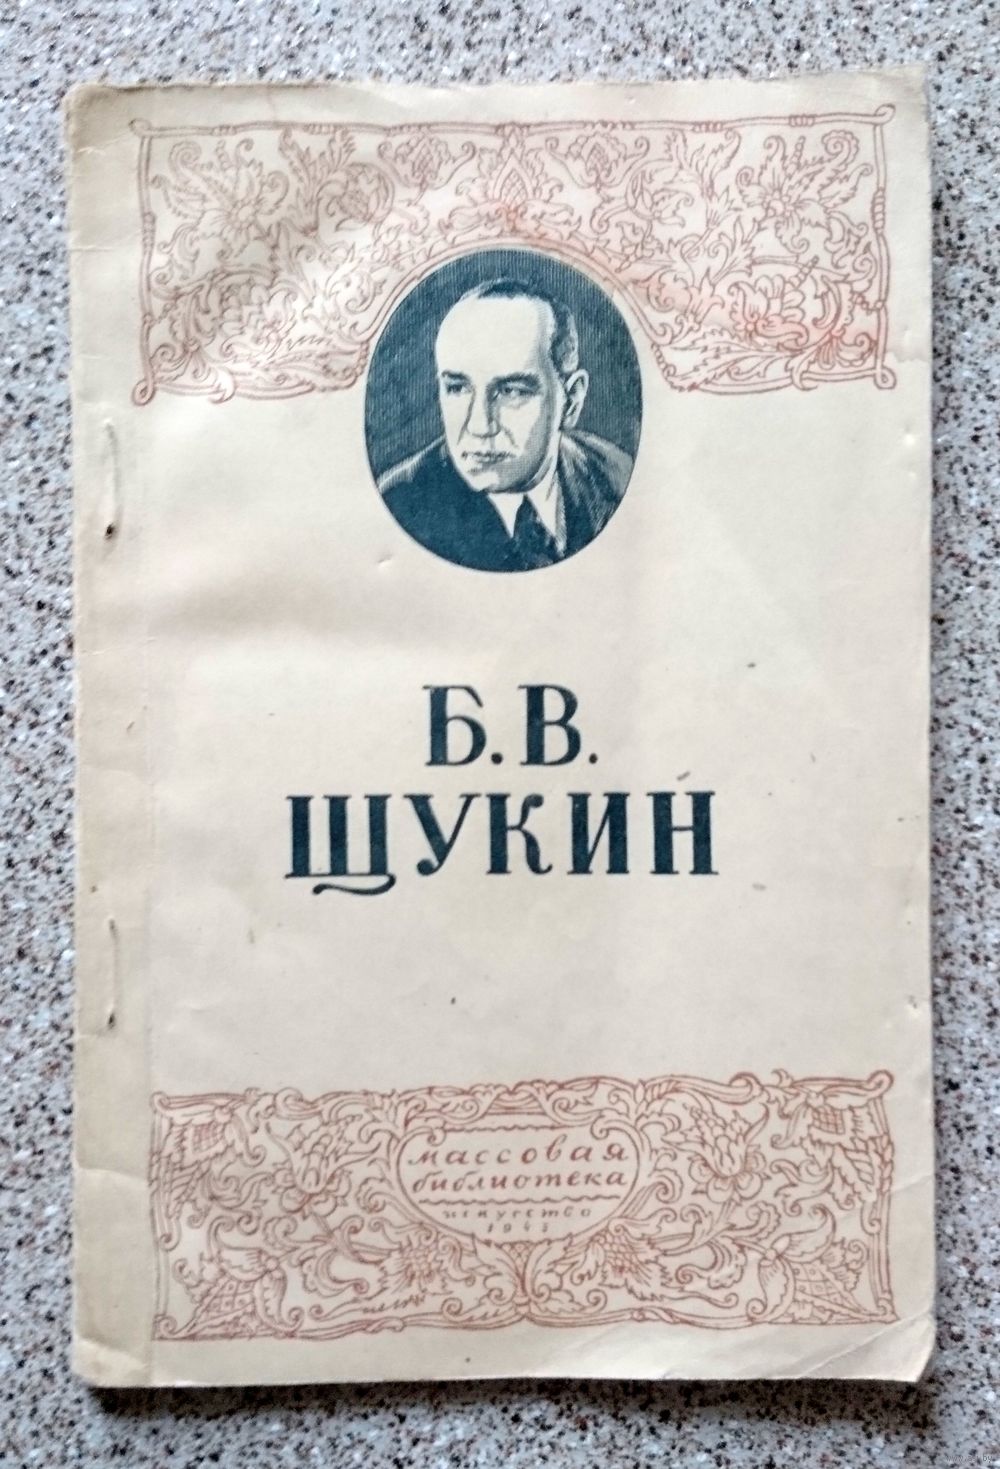 Б. В.
ЩУКИН
массовая
библиотека
искусство